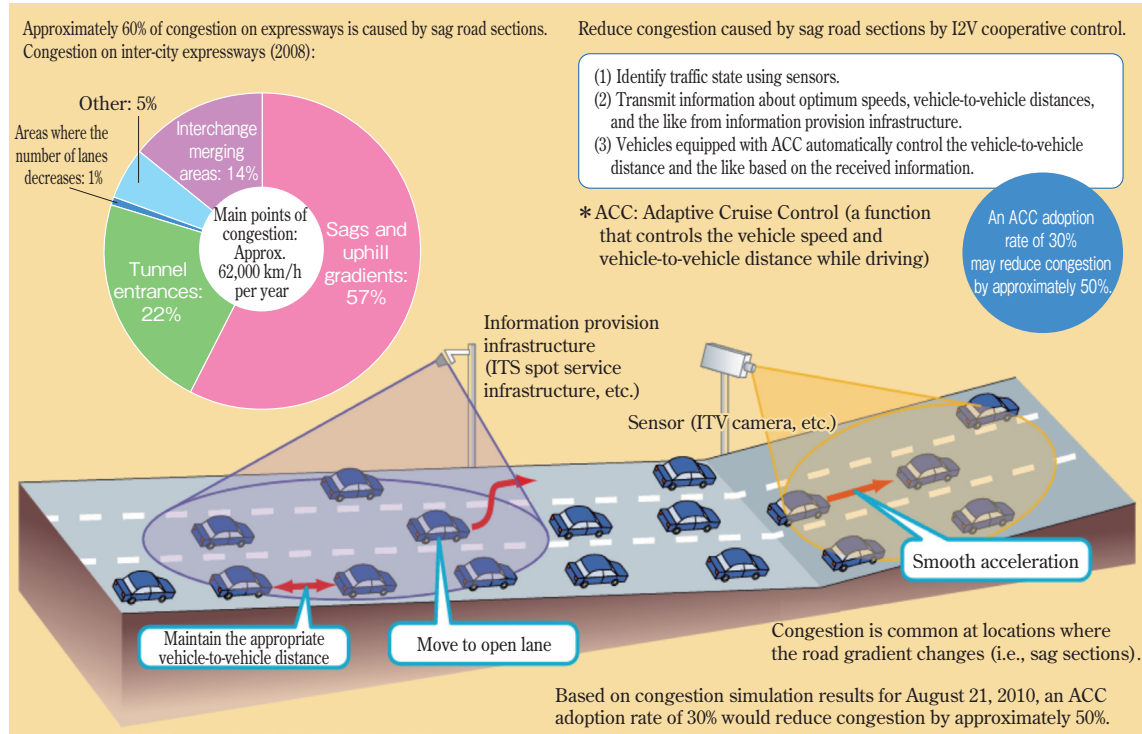 Approximately 60% of congestion on expressways is caused by sag road sections.
Congestion on inter-city expressways (2008):
Other: 5%
Areas where the
number of lanes
decreases: 1%
Interchange
merging
areas: 14%
Main points of
congestion:
Approx.
62,000 km/h
per year
Sags and
uphill
gradients:
57%
Tunnel
entrances:
22%
Reduce congestion caused by sag road sections by I2V cooperative control.
(1) Identify traffic state using sensors.
(2) Transmit information about optimum speeds, vehicle-to-vehicle distances,
and the like from information provision infrastructure.
(3) Vehicles equipped with ACC automatically control the vehicle-to-vehicle
distance and the like based on the received information.
＊ACC: Adaptive Cruise Control (a function
that controls the vehicle speed and
vehicle-to-vehicle distance while driving)
An ACC adoption
rate of 30%
may reduce congestion
by approximately 50%.
Information provision
infrastructure
(ITS spot service
infrastructure, etc.)
Sensor (ITV camera, etc.)
Smooth acceleration
Maintain the appropriate
vehicle-to-vehicle distance
Move to open lane
Congestion is common at locations where
the road gradient changes (i.e., sag sections).
Based on congestion simulation results for August 21, 2010, an ACC
adoption rate of 30% would reduce congestion by approximately 50%.